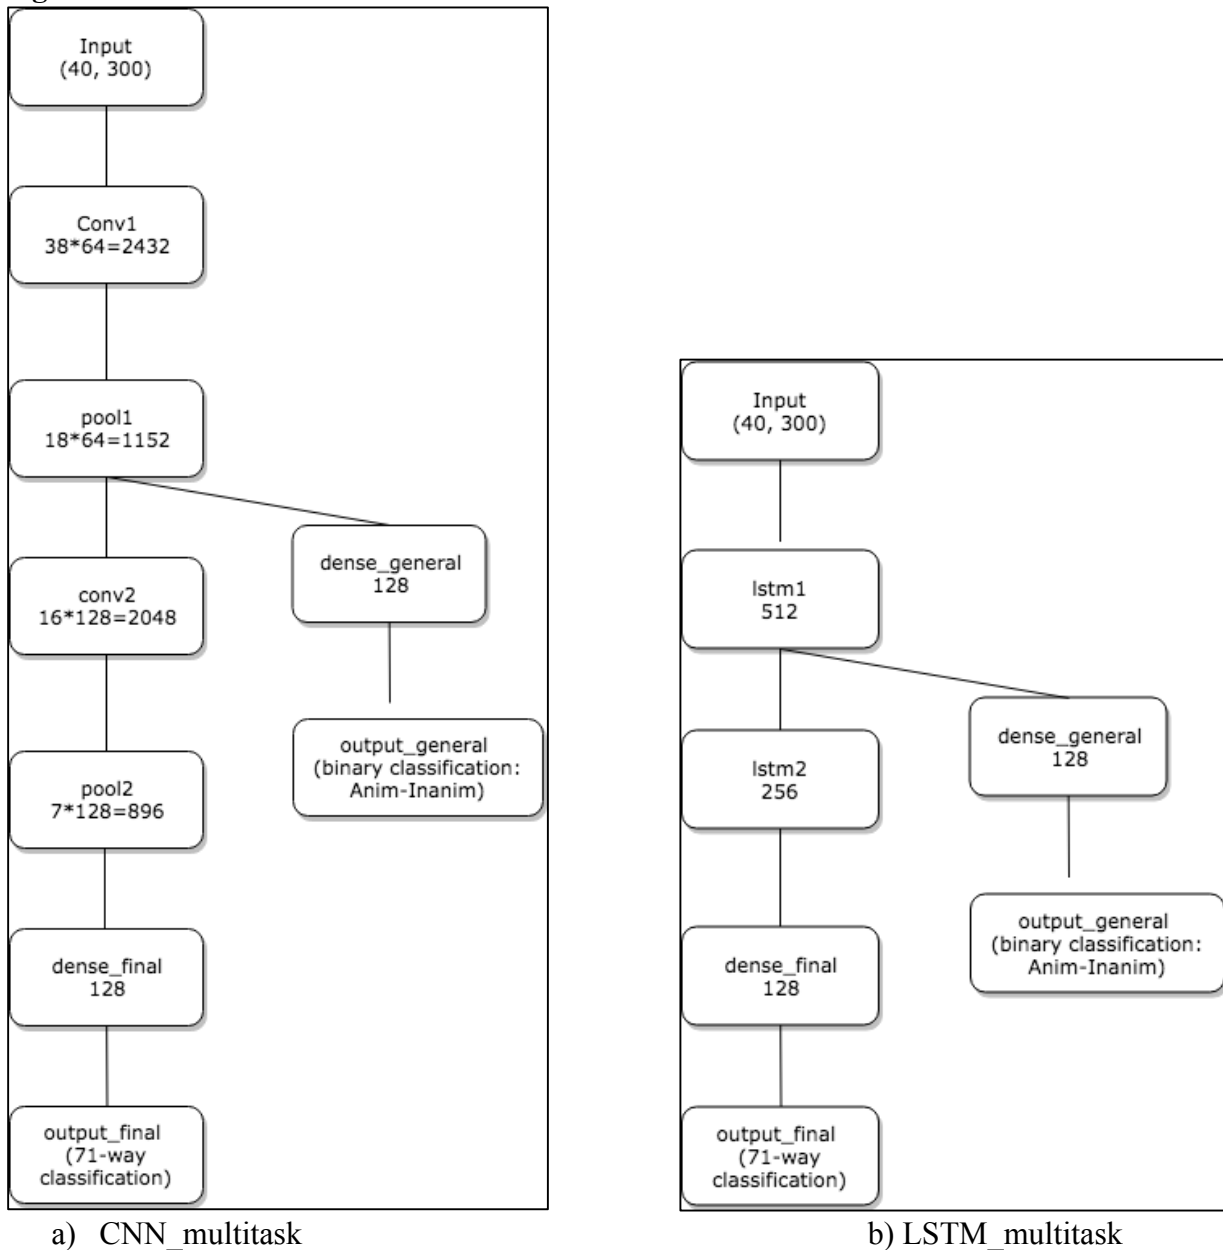 Input
(40, 300)
Conv1
38*64=2432
pool1
18*64=1152
dense_general
128
conv2
16*128=2048
output_general
(binary classification:
Anim-Inanim)
pool2
7*128=896
dense_final
128
output_final
(71-way
classification)
a) CNN_multitask
Input
(40, 300)
lstm1
512
dense_general
128
lstm2
256
output_general
(binary classification:
Anim-Inanim)
dense_final
128
output_final
(71-way
classification)
b) LSTM_multitask